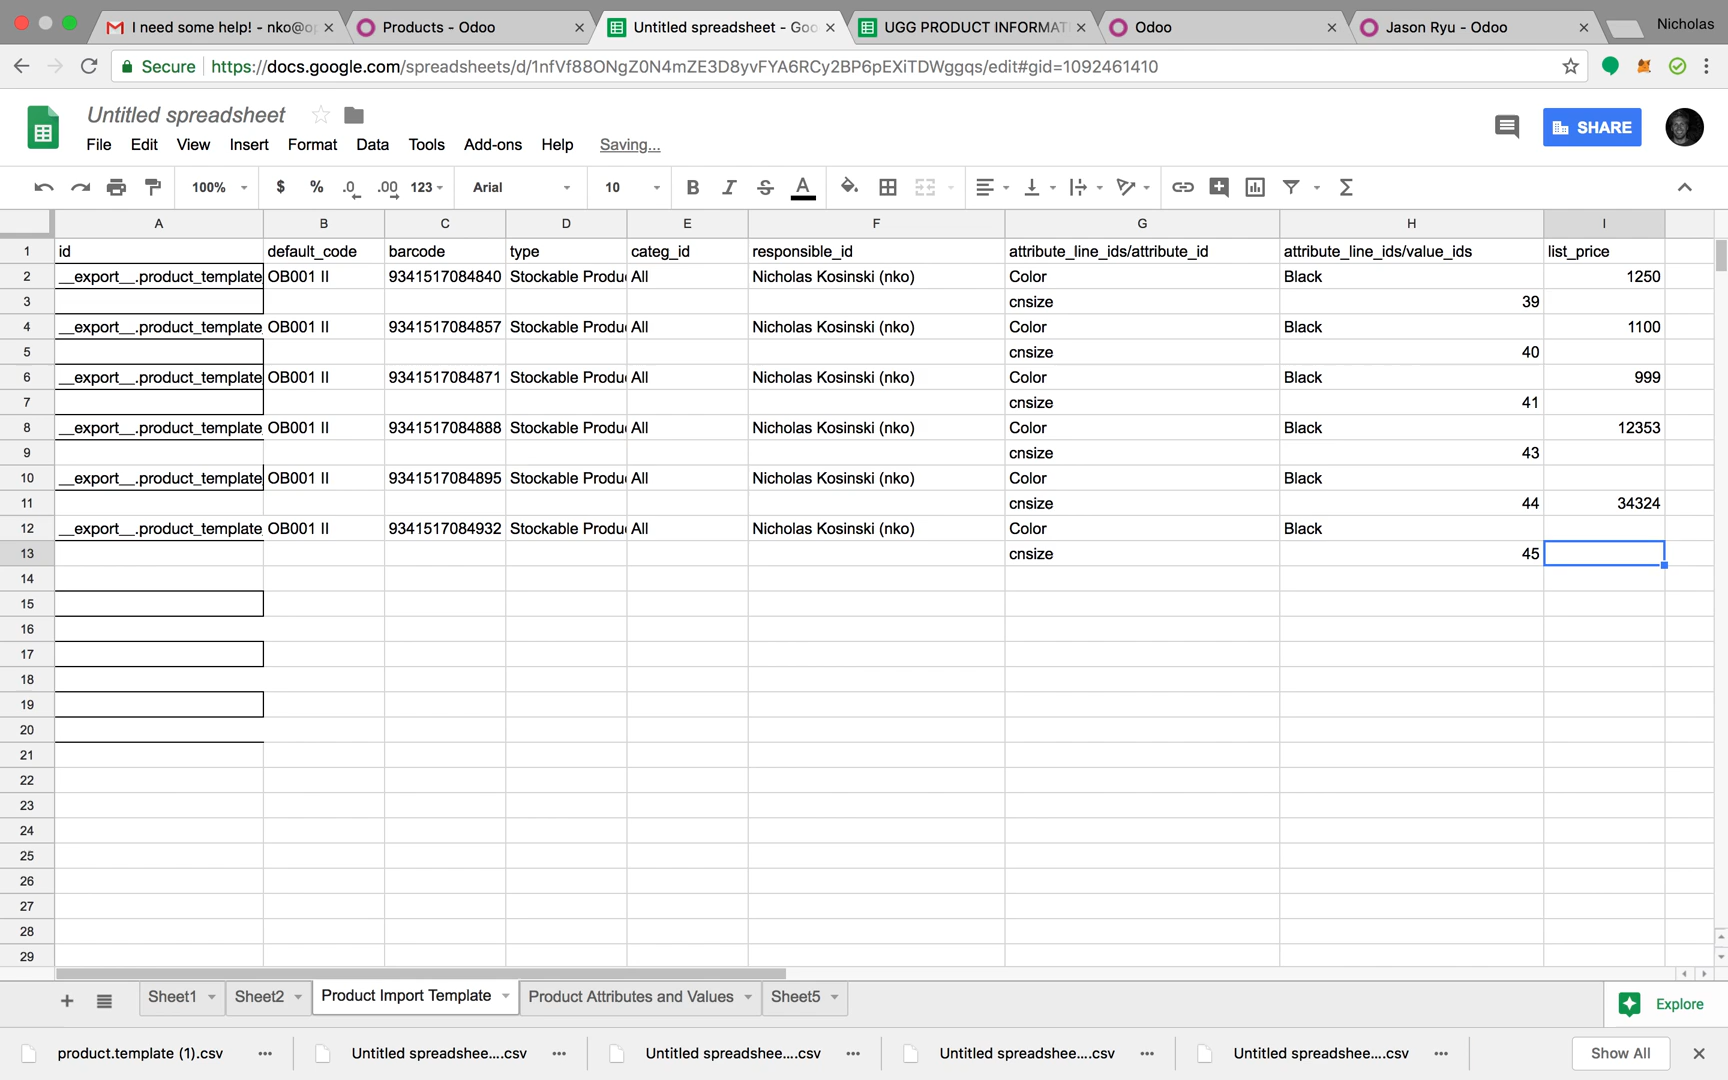 I need some help! - nko@o
Products - Odoo
Untitled spreadsheet - Goo
UGG PRODUCT INFORMAT
Odoo
Jason Ryu - Odoo
Nicholas
Secure
https://docs.google.com/spreadsheets/d/1nfVf88ONgZ0N4mZE3D8yvFYA6RCy2BP6pEXiTDWggqs/edit#gid=1092461410
Untitled spreadsheet
SHARE
File Edit View Insert Format Data Tools Add-ons Help Saving...
100% $ % .0 .00 123 Arial 10 B I S A
A B C D E F G H I
1 id default_code barcode type categ_id responsible_id attribute_line_ids/attribute_id attribute_line_ids/value_ids list_price
2 __export__.product_template OB001 II 9341517084840 Stockable Produ All Nicholas Kosinski (nko) Color Black 1250
3 cnsize 39
4 __export__.product_template OB001 II 9341517084857 Stockable Produ All Nicholas Kosinski (nko) Color Black 1100
5 cnsize 40
6 __export__.product_template OB001 II 9341517084871 Stockable Produ All Nicholas Kosinski (nko) Color Black 999
7 cnsize 41
8 __export__.product_template OB001 II 9341517084888 Stockable Produ All Nicholas Kosinski (nko) Color Black 12353
9 cnsize 43
10 __export__.product_template OB001 II 9341517084895 Stockable Produ All Nicholas Kosinski (nko) Color Black
11 cnsize 44 34324
12 __export__.product_template OB001 II 9341517084932 Stockable Produ All Nicholas Kosinski (nko) Color Black
13 cnsize 45
14
15
16
17
18
19
20
21
22
23
24
25
26
27
28
29
Sheet1 Sheet2 Product Import Template Product Attributes and Values Sheet5 Explore
product.template (1).csv Untitled spreadshee....csv Untitled spreadshee....csv Untitled spreadshee....csv Untitled spreadshee....csv Show All